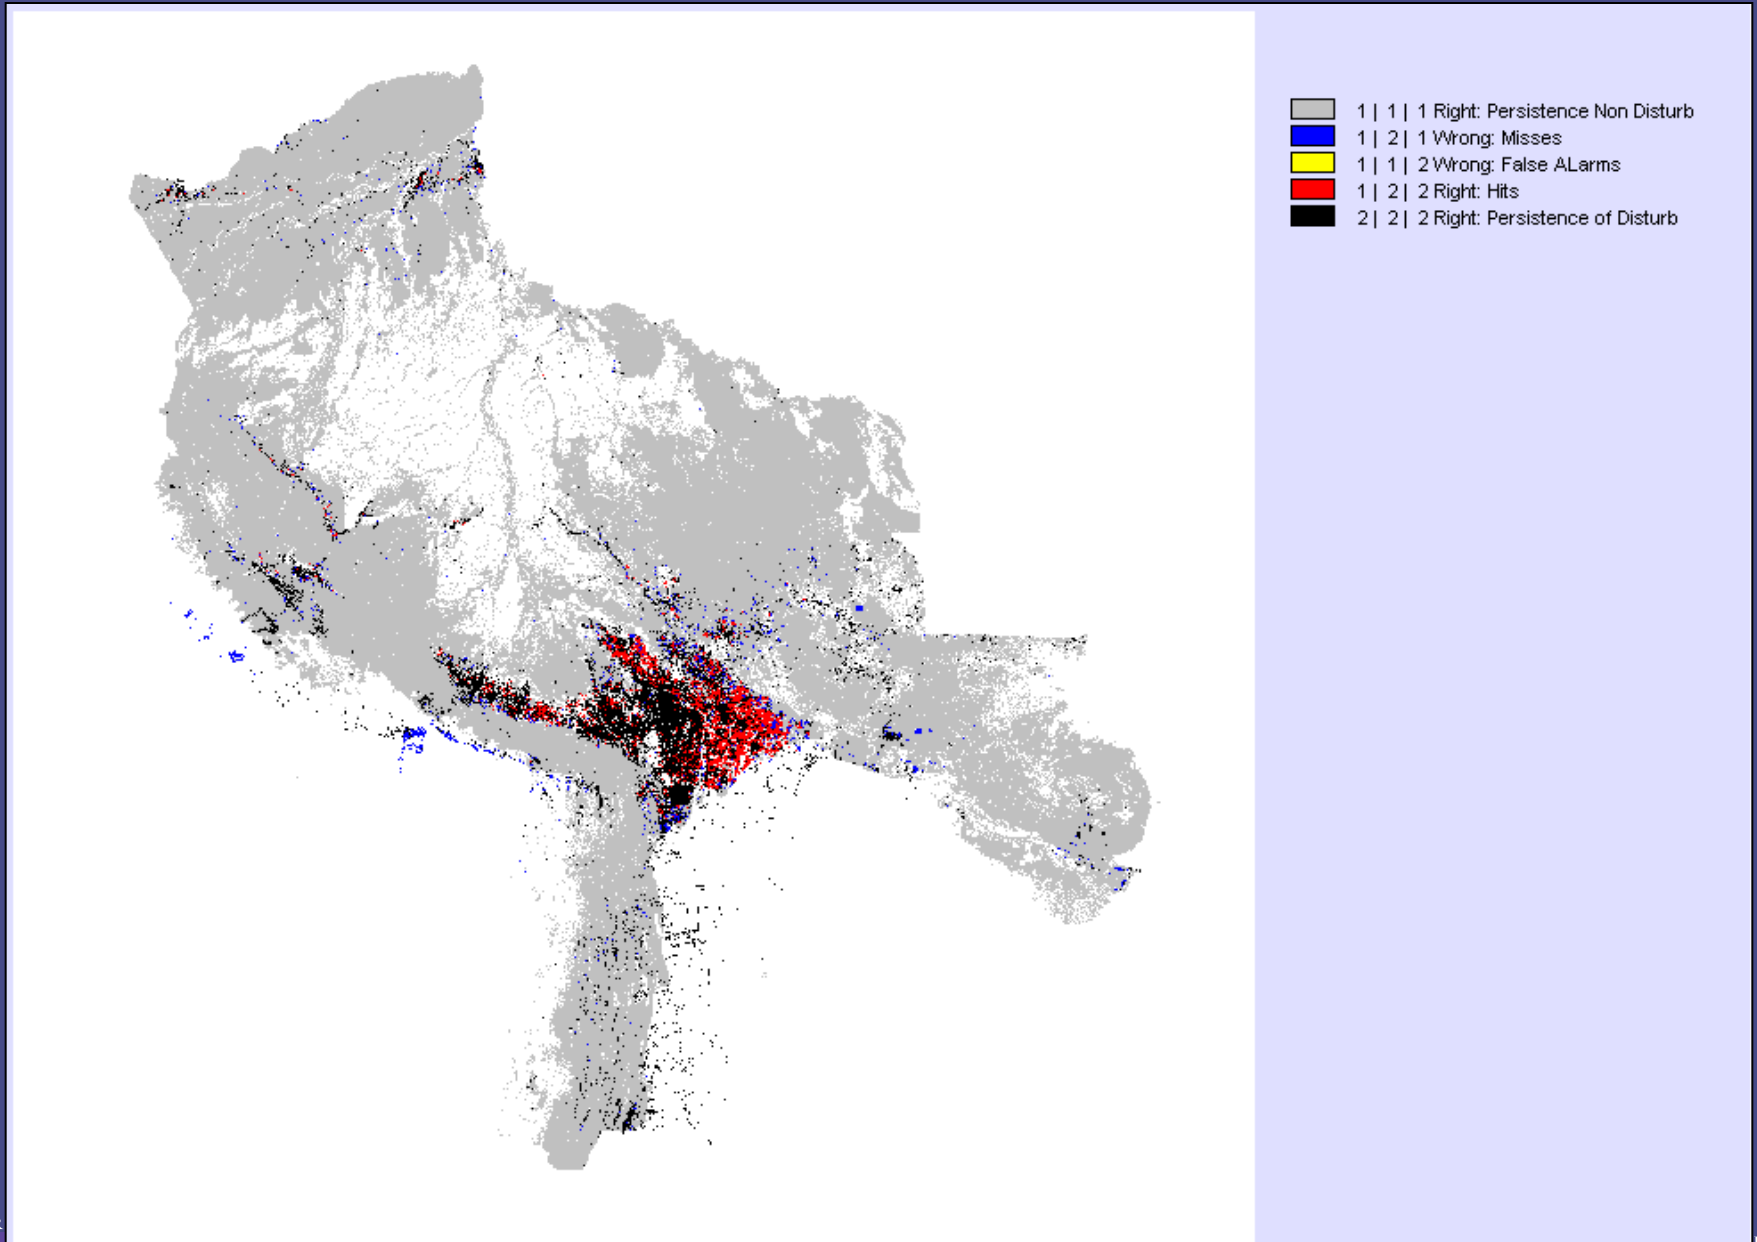 1 | 1 | 1 Right: Persistence Non Disturb
1 | 2 | 1 Wrong: Misses
1 | 1 | 2 Wrong: False ALarms
1 | 2 | 2 Right: Hits
2 | 2 | 2 Right: Persistence of Disturb